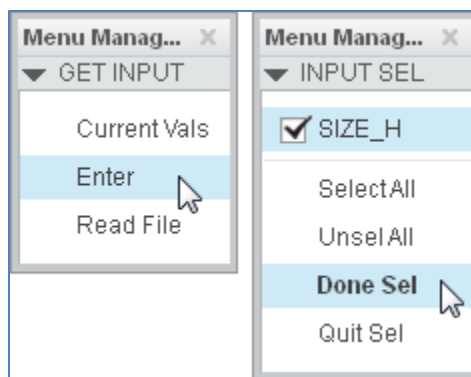 Menu Manag...
GET INPUT
Current Vals
Enter
Read File
Menu Manag...
INPUT SEL
SIZE_H
Select All
Unsel All
Done Sel
Quit Sel